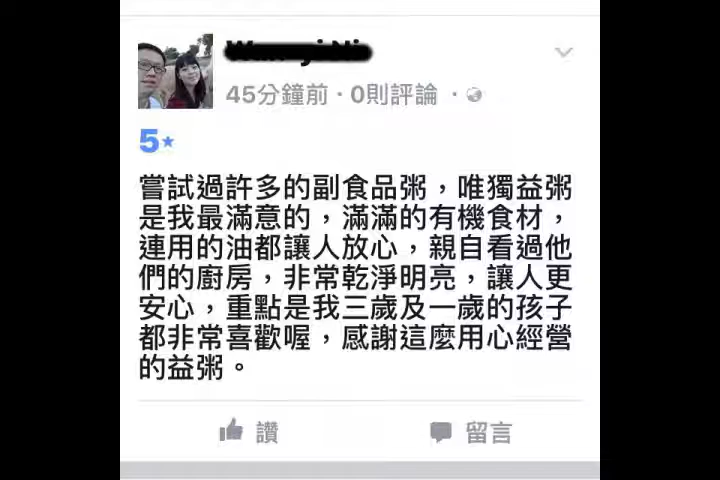 45分鐘前 · 0則評論 ·
5★
嘗試過許多的副食品粥，唯獨益粥
是我最滿意的，滿滿的有機食材，
連用的油都讓人放心，親自看過他
們的廚房，非常乾淨明亮，讓人更
安心，重點是我三歲及一歲的孩子
都非常喜歡喔，感謝這麼用心經營
的益粥。
讚 留言